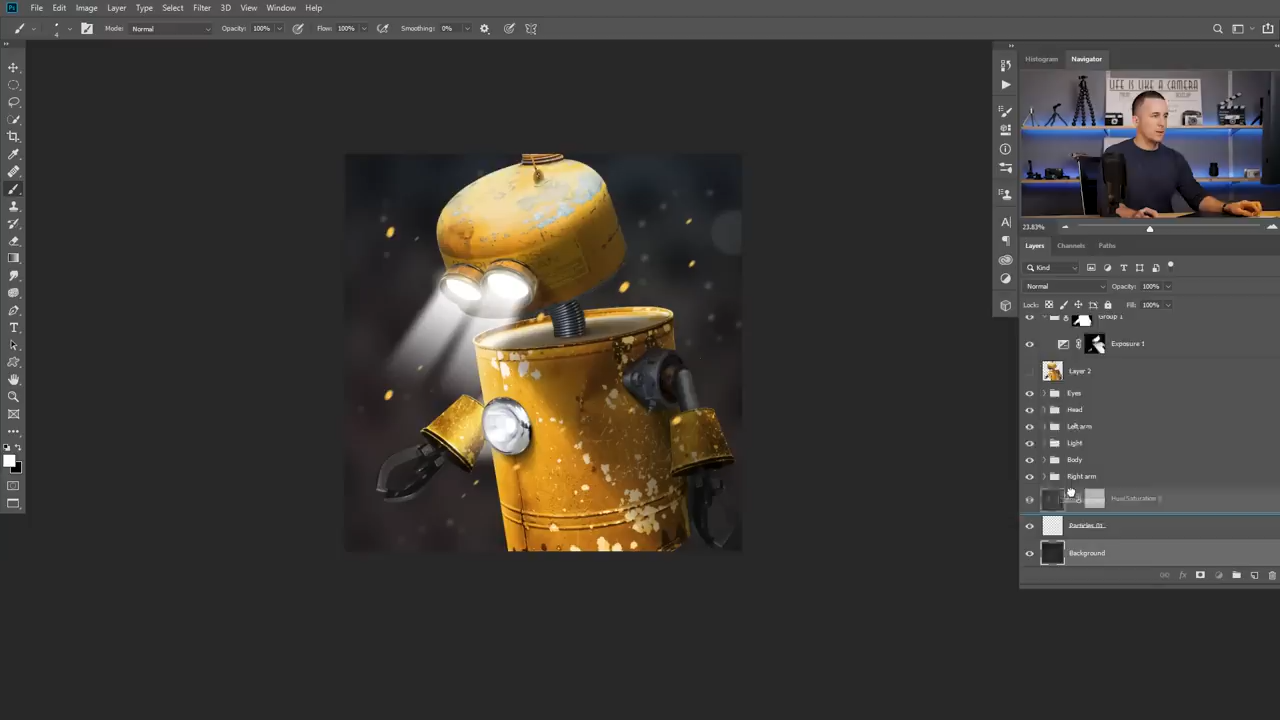 Ps File Edit Image Layer Type Select Filter 3D View Window Help
4 Mode: Normal Opacity: 100% Flow: 100% Smoothing: 0%
Histogram Navigator
LIFE IS LIKE A CAMERA
23.83%
Layers Channels Paths
Kind
Normal Opacity: 100%
Lock: Fill: 100%
Group 1
Exposure 1
Layer 2
Eyes
Head
Left arm
Light
Body
Right arm
Hue/Saturation
Particles 01
Background